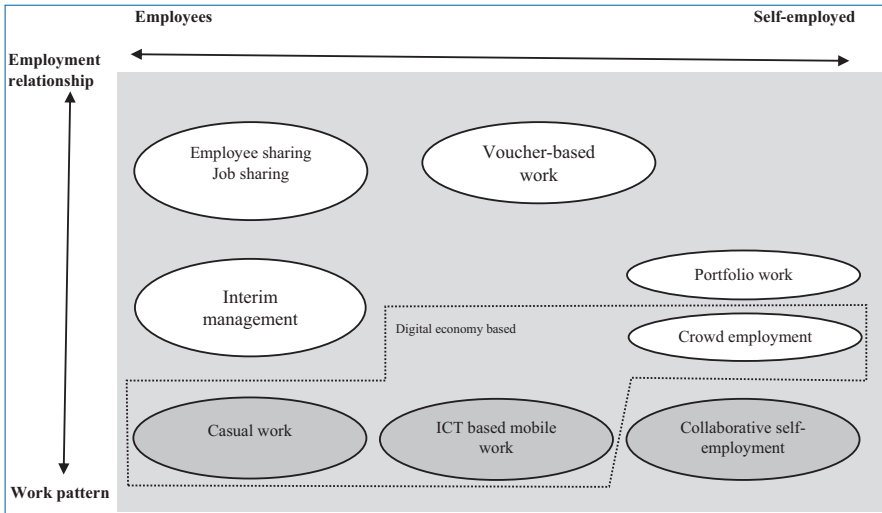 Employees
Self-employed
Employment
relationship
Employee sharing
Job sharing
Voucher-based
work
Portfolio work
Interim
management
Digital economy based
Crowd employment
Casual work
ICT based mobile
work
Collaborative self-
employment
Work pattern